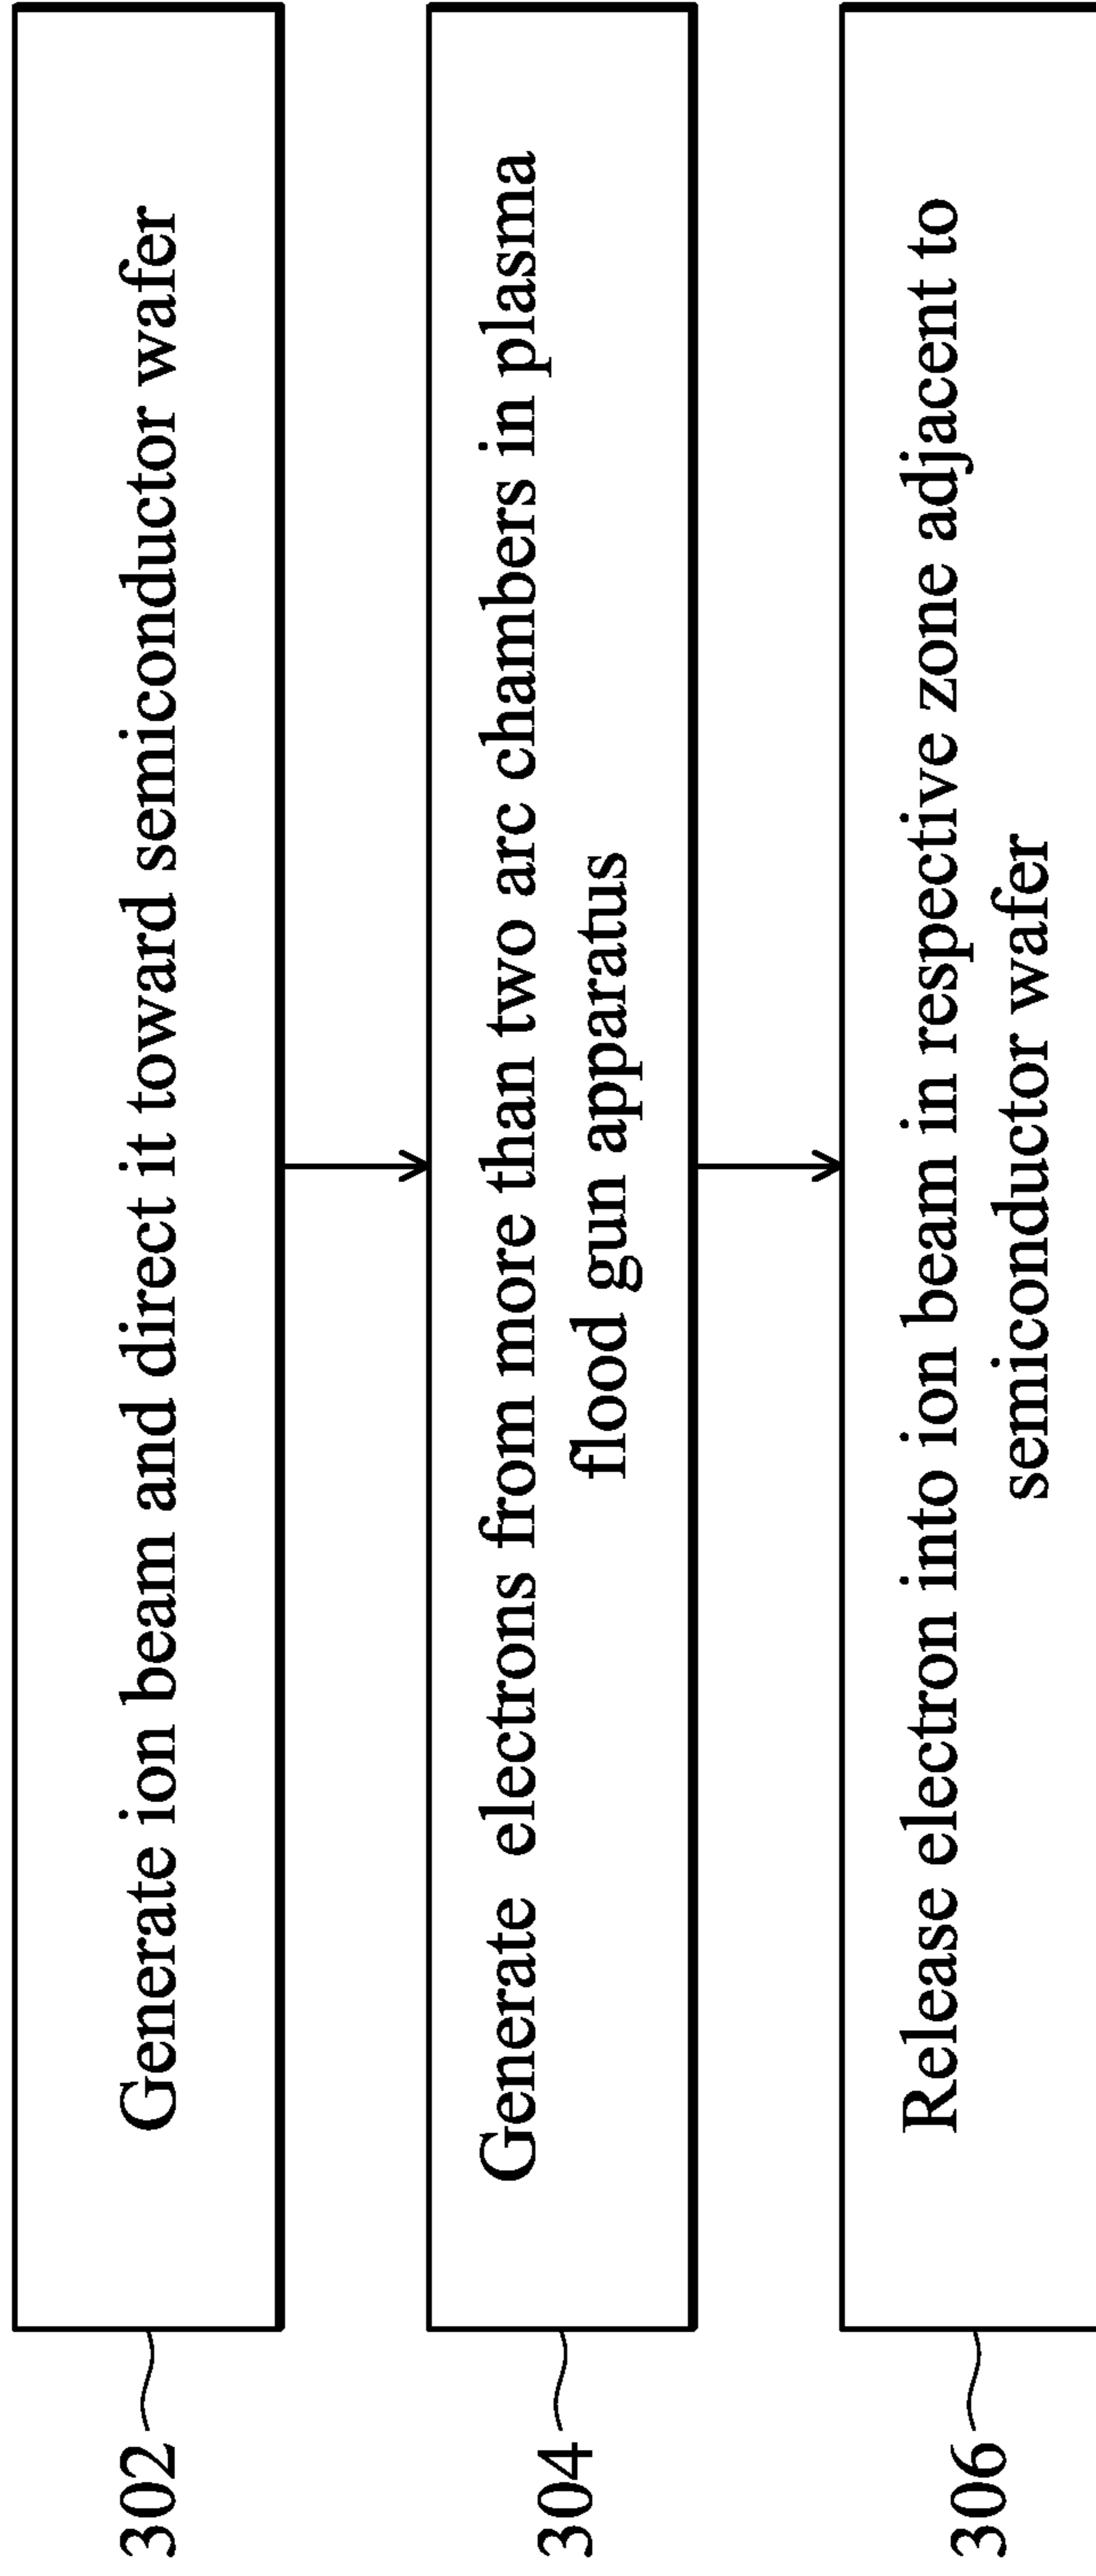 302
Generate ion beam and direct it toward semiconductor wafer
304
Generate electrons from more than two arc chambers in plasma
flood gun apparatus
306
Release electron into ion beam in respective zone adjacent to
semiconductor wafer